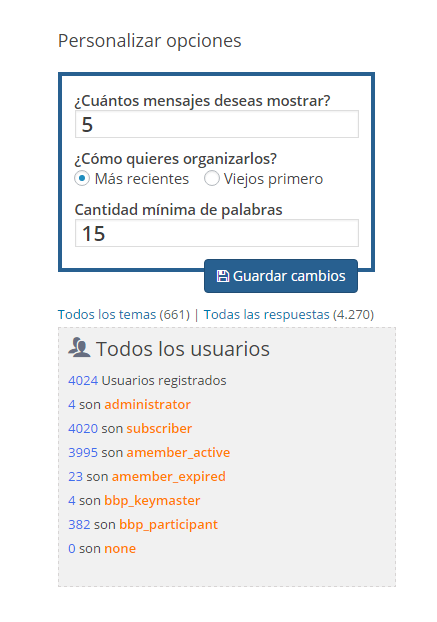 Personalizar opciones
¿Cuántos mensajes deseas mostrar?
5
¿Cómo quieres organizarlos?
Más recientes Viejos primero
Cantidad mínima de palabras
15
Guardar cambios
Todos los temas (661) | Todas las respuestas (4.270)
Todos los usuarios
4024 Usuarios registrados
4 son administrator
4020 son subscriber
3995 son amember_active
23 son amember_expired
4 son bbp_keymaster
382 son bbp_participant
0 son none